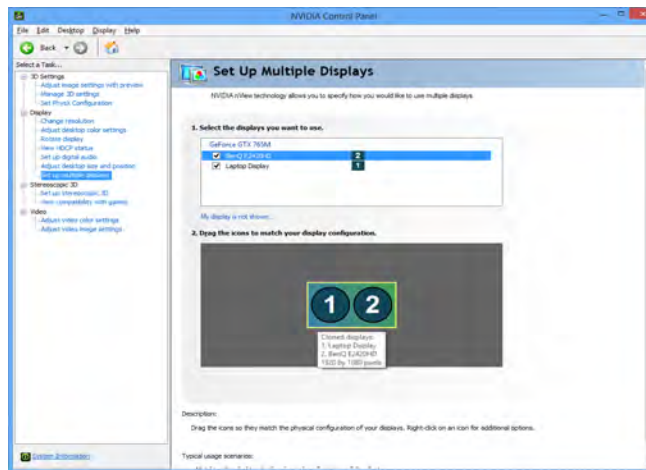 NVIDIA Control Panel
File Edit Desktop Display Help
Back
Select a Task...
3D Settings
Adjust image settings with preview
Manage 3D settings
Set PhysX Configuration
Display
Change resolution
Adjust desktop color settings
Rotate display
View HDCP status
Set up digital audio
Adjust desktop size and position
Set up multiple displays
Stereoscopic 3D
Set up stereoscopic 3D
View compatibility with games
Video
Adjust video color settings
Adjust video image settings
System Information
Set Up Multiple Displays
NVIDIA nView technology allows you to specify how you would like to use multiple displays.
1. Select the displays you want to use.
GeForce GTX 765M
BenQ E2420HD 2
Laptop Display 1
My display is not shown...
2. Drag the icons to match your display configuration.
1 2
Cloned displays:
1. Laptop Display
2. BenQ E2420HD
1920 by 1080 pixels
Description:
Drag the icons so they match the physical configuration of your displays. Right-click on an icon for additional options.
Typical usage scenarios: